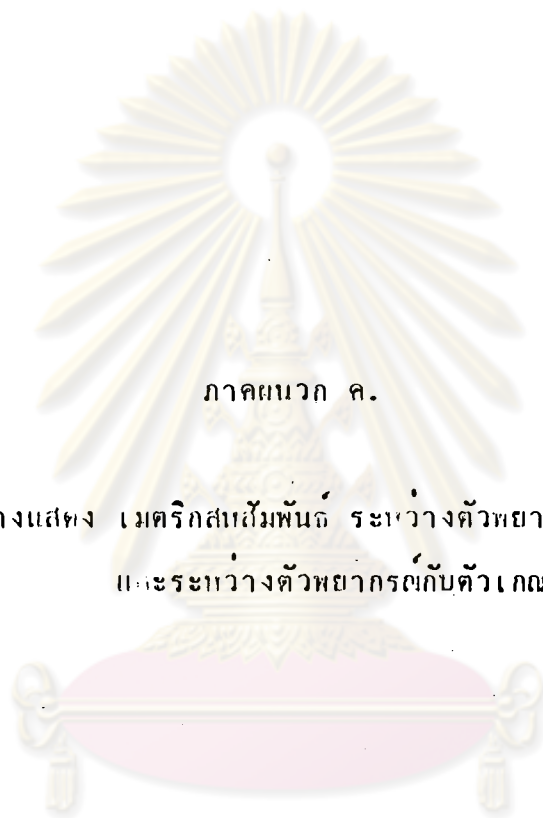 ภาคผนวก ค.
งแสดง เมตริกสหสัมพันธ์ ระหว่างตัวพยา
และระหว่างตัวพยากรณ์กับตัวเกณ